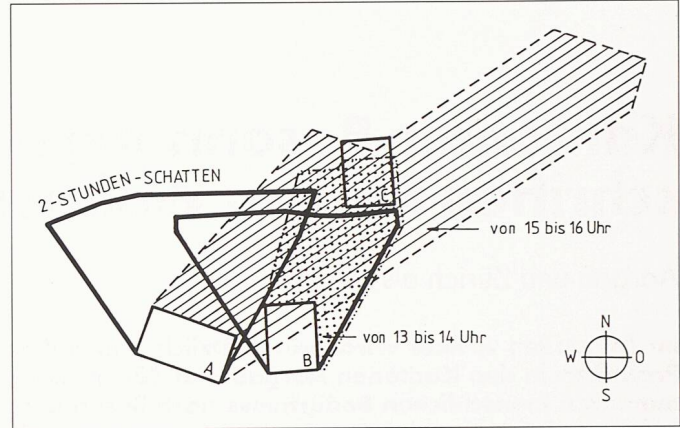 2-STUNDEN-SCHATTEN
C
von 15 bis 16 Uhr
von 13 bis 14 Uhr
A
B
N
W
O
S